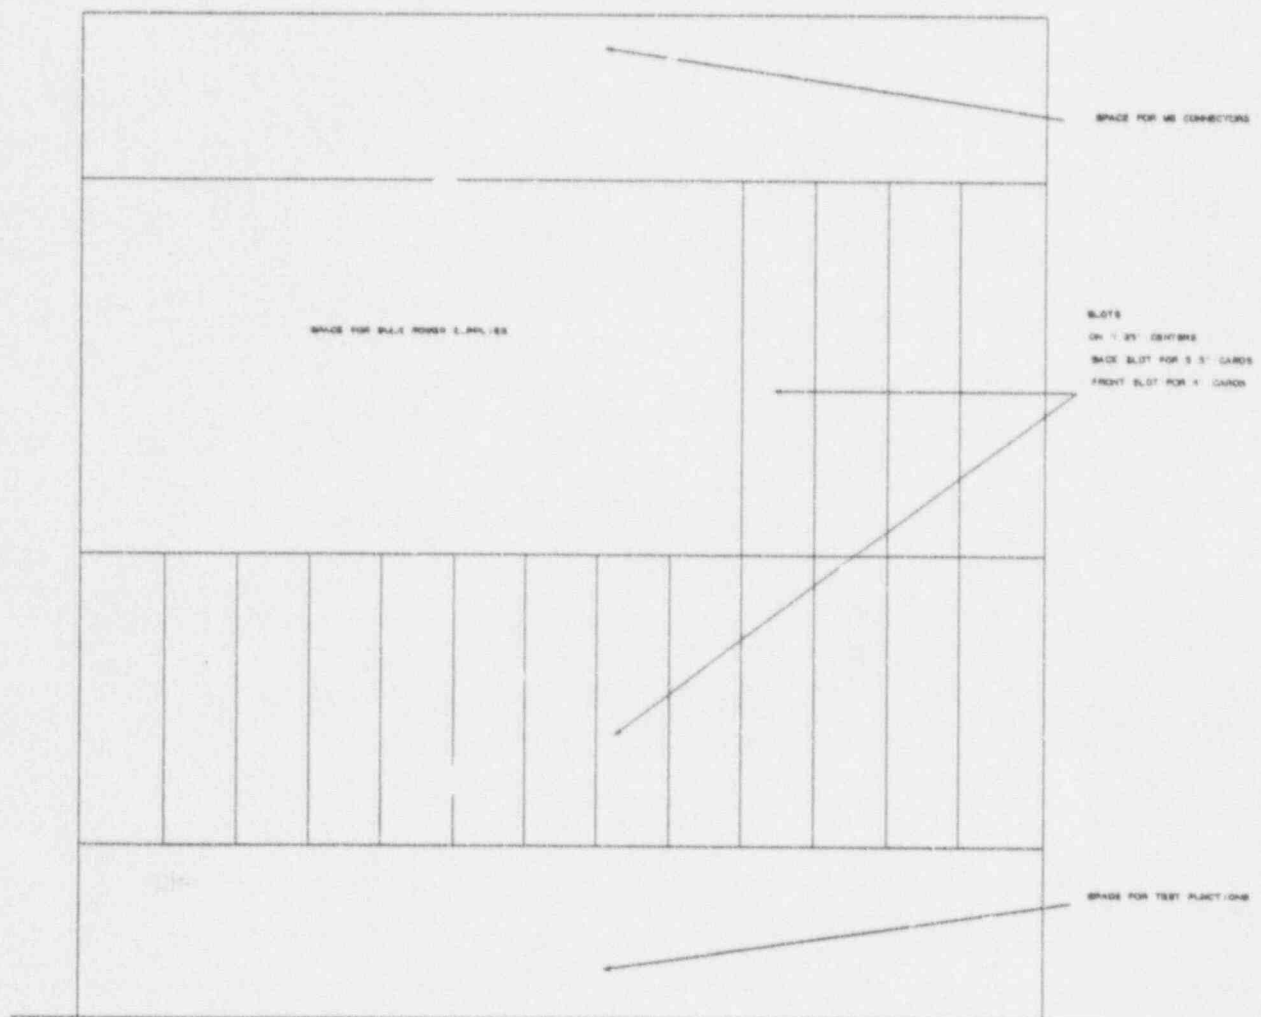 SPACE FOR MS CONNECTORS
SPACE FOR BULK POWER SUPPLIES
SLOTS
ON 1.25" CENTERS
BACK SLOT FOR 5.5" CARDS
FRONT SLOT FOR 4" CARDS
SPACE FOR TEST FUNCTIONS